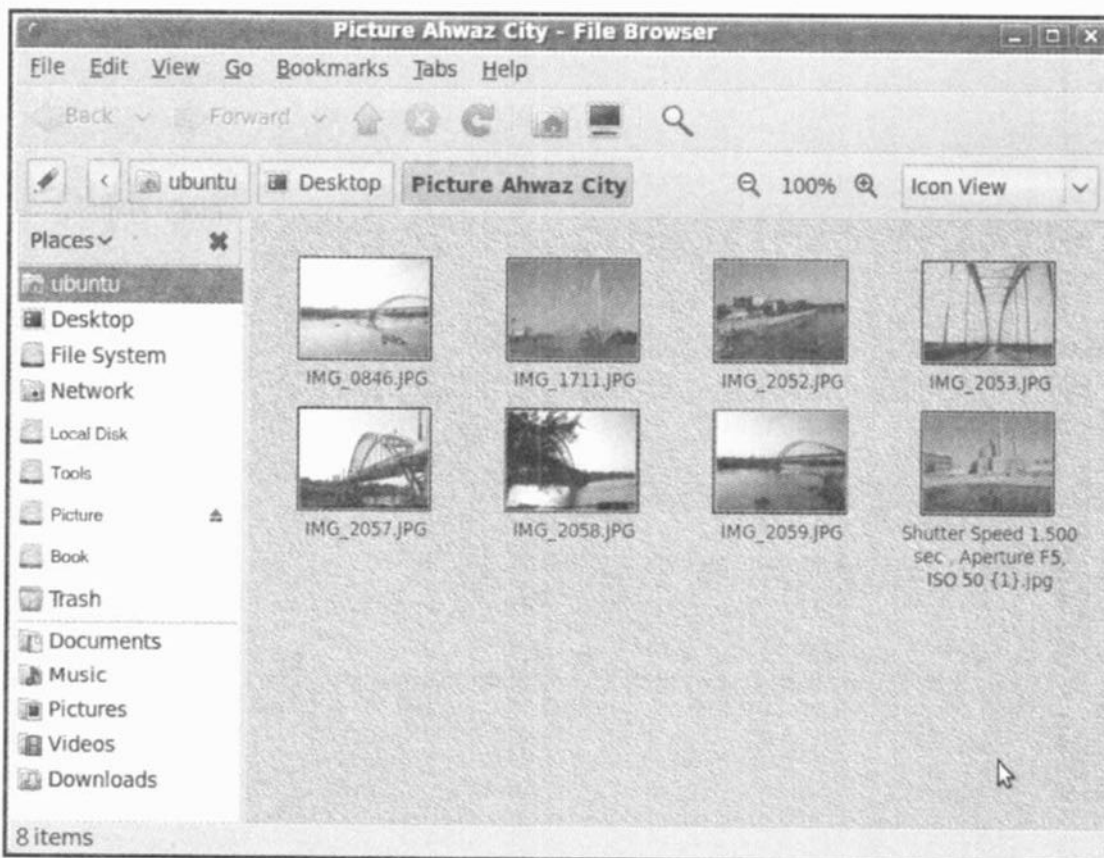 Picture Ahwaz City - File Browser
File Edit View Go Bookmarks Tabs Help
Back Forward
ubuntu Desktop Picture Ahwaz City 100% Icon View
Places
ubuntu
Desktop
File System
Network
Local Disk
Tools
Picture
Book
Trash
Documents
Music
Pictures
Videos
Downloads
IMG_0846.JPG IMG_1711.JPG IMG_2052.JPG IMG_2053.JPG
IMG_2057.JPG IMG_2058.JPG IMG_2059.JPG Shutter Speed 1.500
sec , Aperture F5,
ISO 50 {1}.jpg
8 items